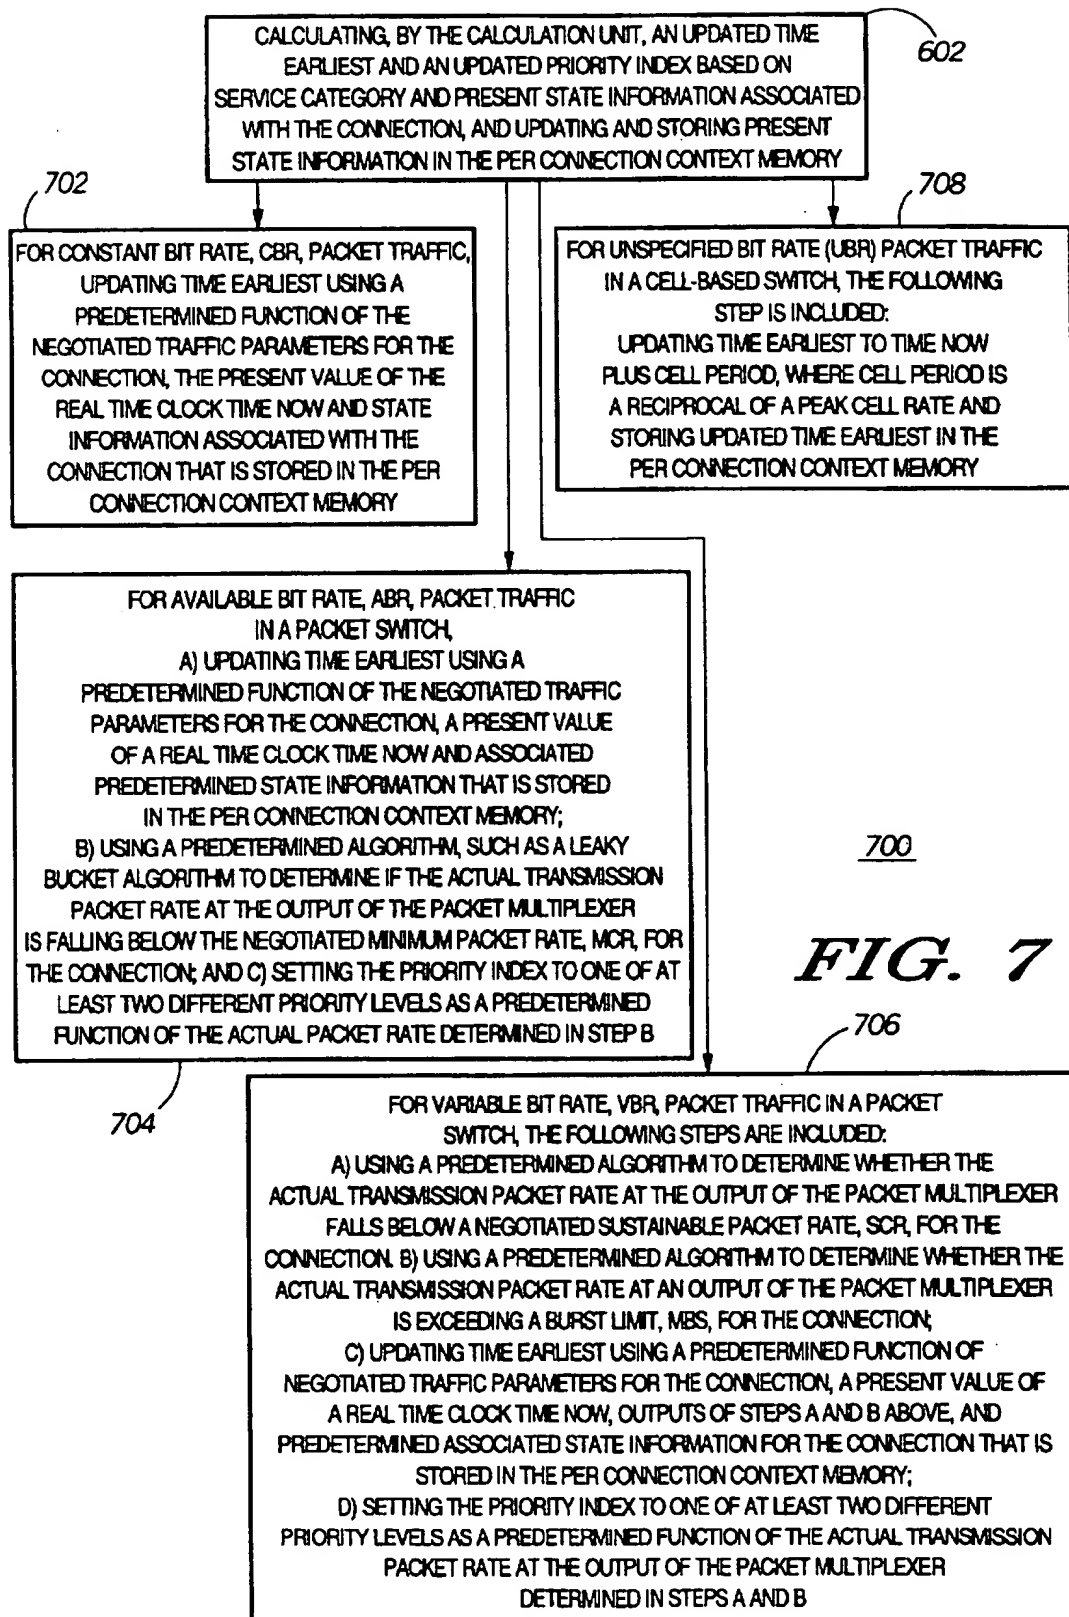 CALCULATING, BY THE CALCULATION UNIT, AN UPDATED TIME
EARLIEST AND AN UPDATED PRIORITY INDEX BASED ON
SERVICE CATEGORY AND PRESENT STATE INFORMATION ASSOCIATED
WITH THE CONNECTION, AND UPDATING AND STORING PRESENT
STATE INFORMATION IN THE PER CONNECTION CONTEXT MEMORY
602
702
FOR CONSTANT BIT RATE, CBR, PACKET TRAFFIC,
UPDATING TIME EARLIEST USING A
PREDETERMINED FUNCTION OF THE
NEGOTIATED TRAFFIC PARAMETERS FOR THE
CONNECTION, THE PRESENT VALUE OF THE
REAL TIME CLOCK TIME NOW AND STATE
INFORMATION ASSOCIATED WITH THE
CONNECTION THAT IS STORED IN THE PER
CONNECTION CONTEXT MEMORY
708
FOR UNSPECIFIED BIT RATE (UBR) PACKET TRAFFIC
IN A CELL-BASED SWITCH, THE FOLLOWING
STEP IS INCLUDED:
UPDATING TIME EARLIEST TO TIME NOW
PLUS CELL PERIOD, WHERE CELL PERIOD IS
A RECIPROCAL OF A PEAK CELL RATE AND
STORING UPDATED TIME EARLIEST IN THE
PER CONNECTION CONTEXT MEMORY
FOR AVAILABLE BIT RATE, ABR, PACKET TRAFFIC
IN A PACKET SWITCH,
A) UPDATING TIME EARLIEST USING A
PREDETERMINED FUNCTION OF THE NEGOTIATED TRAFFIC
PARAMETERS FOR THE CONNECTION, A PRESENT VALUE
OF A REAL TIME CLOCK TIME NOW AND ASSOCIATED
PREDETERMINED STATE INFORMATION THAT IS STORED
IN THE PER CONNECTION CONTEXT MEMORY;
B) USING A PREDETERMINED ALGORITHM, SUCH AS A LEAKY
BUCKET ALGORITHM TO DETERMINE IF THE ACTUAL TRANSMISSION
PACKET RATE AT THE OUTPUT OF THE PACKET MULTIPLEXER
IS FALLING BELOW THE NEGOTIATED MINIMUM PACKET RATE, MCR, FOR
THE CONNECTION; AND C) SETTING THE PRIORITY INDEX TO ONE OF AT
LEAST TWO DIFFERENT PRIORITY LEVELS AS A PREDETERMINED
FUNCTION OF THE ACTUAL PACKET RATE DETERMINED IN STEP B
704
700
FIG. 7
706
FOR VARIABLE BIT RATE, VBR, PACKET TRAFFIC IN A PACKET
SWITCH, THE FOLLOWING STEPS ARE INCLUDED:
A) USING A PREDETERMINED ALGORITHM TO DETERMINE WHETHER THE
ACTUAL TRANSMISSION PACKET RATE AT THE OUTPUT OF THE PACKET MULTIPLEXER
FALLS BELOW A NEGOTIATED SUSTAINABLE PACKET RATE, SCR, FOR THE
CONNECTION. B) USING A PREDETERMINED ALGORITHM TO DETERMINE WHETHER THE
ACTUAL TRANSMISSION PACKET RATE AT AN OUTPUT OF THE PACKET MULTIPLEXER
IS EXCEEDING A BURST LIMIT, MBS, FOR THE CONNECTION;
C) UPDATING TIME EARLIEST USING A PREDETERMINED FUNCTION OF
NEGOTIATED TRAFFIC PARAMETERS FOR THE CONNECTION, A PRESENT VALUE OF
A REAL TIME CLOCK TIME NOW, OUTPUTS OF STEPS A AND B ABOVE, AND
PREDETERMINED ASSOCIATED STATE INFORMATION FOR THE CONNECTION THAT IS
STORED IN THE PER CONNECTION CONTEXT MEMORY;
D) SETTING THE PRIORITY INDEX TO ONE OF AT LEAST TWO DIFFERENT
PRIORITY LEVELS AS A PREDETERMINED FUNCTION OF THE ACTUAL TRANSMISSION
PACKET RATE AT THE OUTPUT OF THE PACKET MULTIPLEXER
DETERMINED IN STEPS A AND B